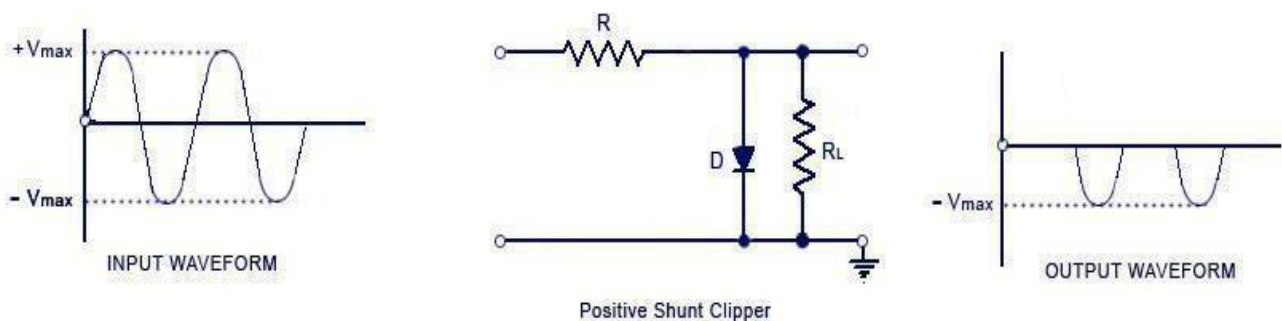 +Vmax
- Vmax
INPUT WAVEFORM
R
D
RL
Positive Shunt Clipper
- Vmax
OUTPUT WAVEFORM